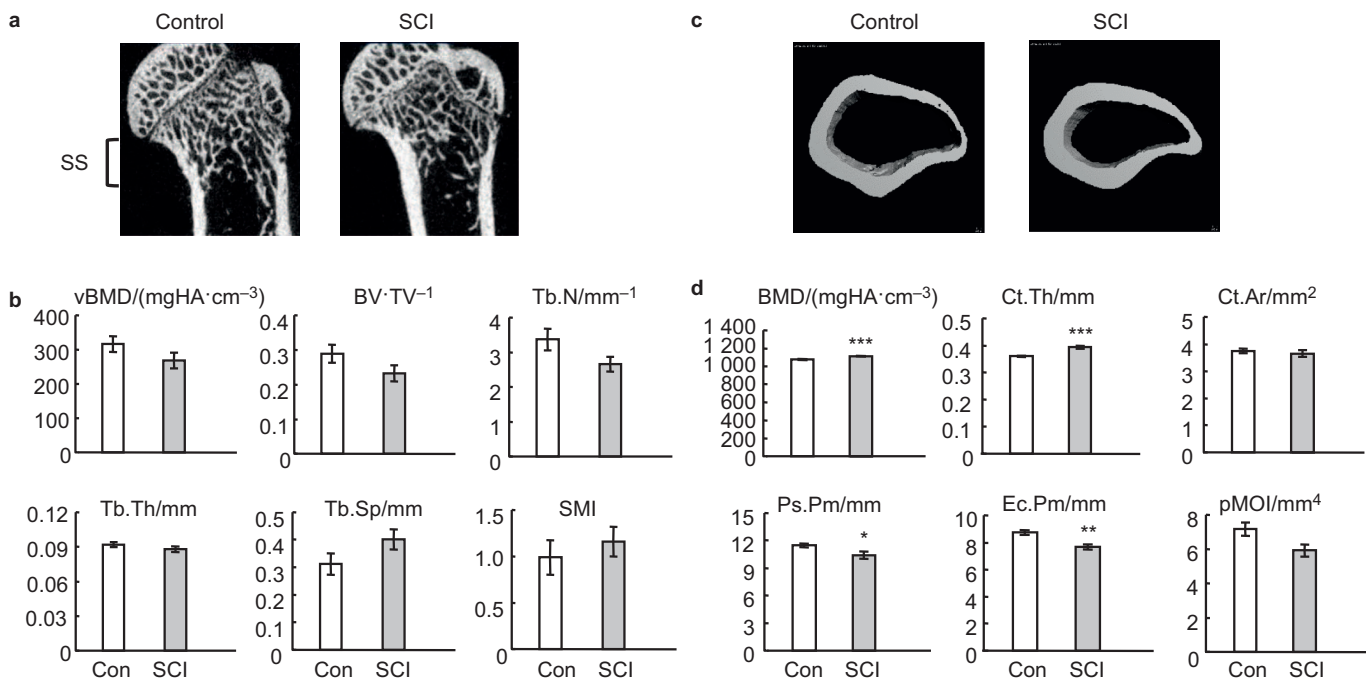 a
Control SCI
SS
c
Control SCI
b
vBMD/(mgHA·cm–3)
400
300
200
100
0
BV·TV–1
0.4
0.3
0.2
0.1
0
Tb.N/mm–1
4
3
2
1
0
Tb.Th/mm
0.12
0.09
0.06
0.03
0
Con SCI
Tb.Sp/mm
0.5
0.4
0.3
0.2
0.1
0
Con SCI
SMI
1.5
1.0
0.5
0
Con SCI
d
BMD/(mgHA·cm–3)
1 400
1 200
1 000
800
600
400
200
0
***
Ct.Th/mm
0.5
0.4
0.3
0.2
0.1
0
***
Ct.Ar/mm2
5
4
3
2
1
0
Ps.Pm/mm
15
12
9
6
3
0
*
Con SCI
Ec.Pm/mm
10
8
6
4
2
0
**
Con SCI
pMOI/mm4
8
6
4
2
0
Con SCI